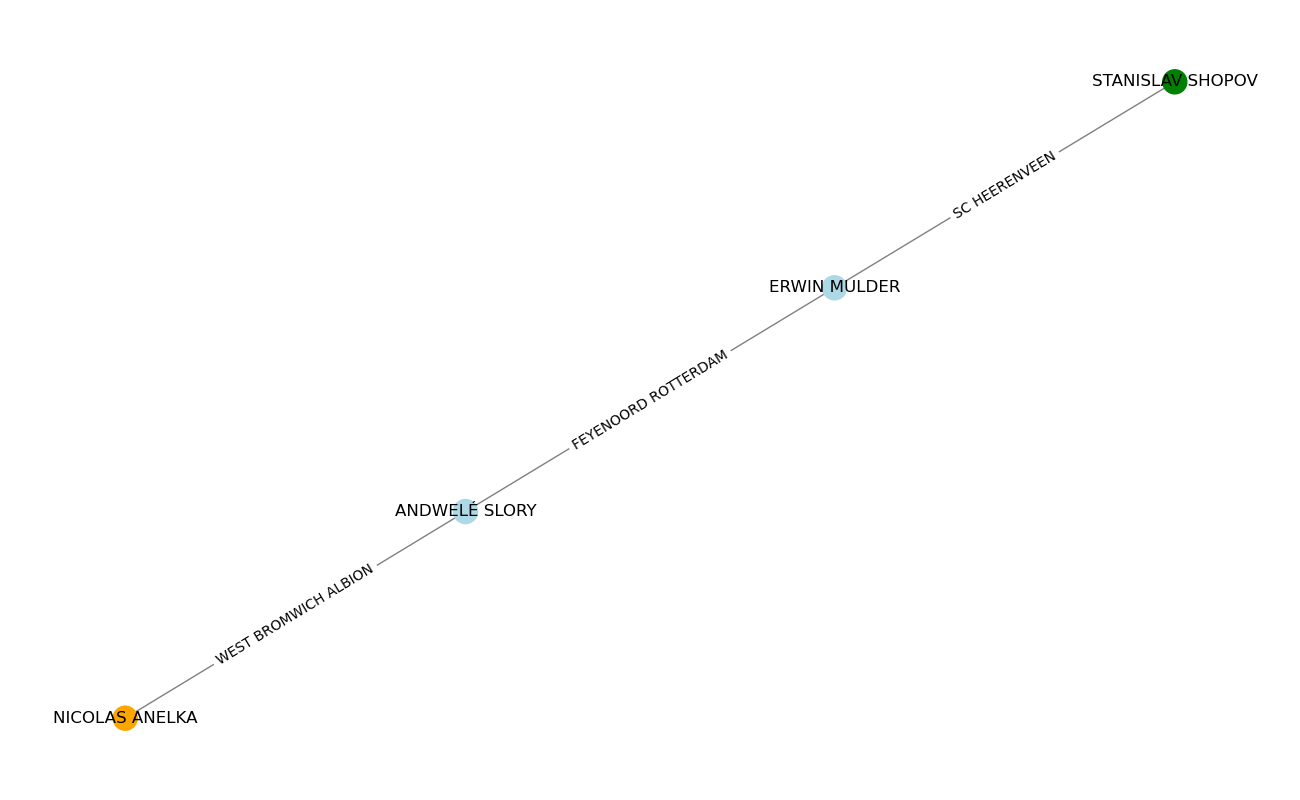 STANISLAV SHOPOV
SC HEERENVEEN
ERWIN MULDER
FEYENOORD ROTTERDAM
ANDWELÉ SLORY
WEST BROMWICH ALBION
NICOLAS ANELKA